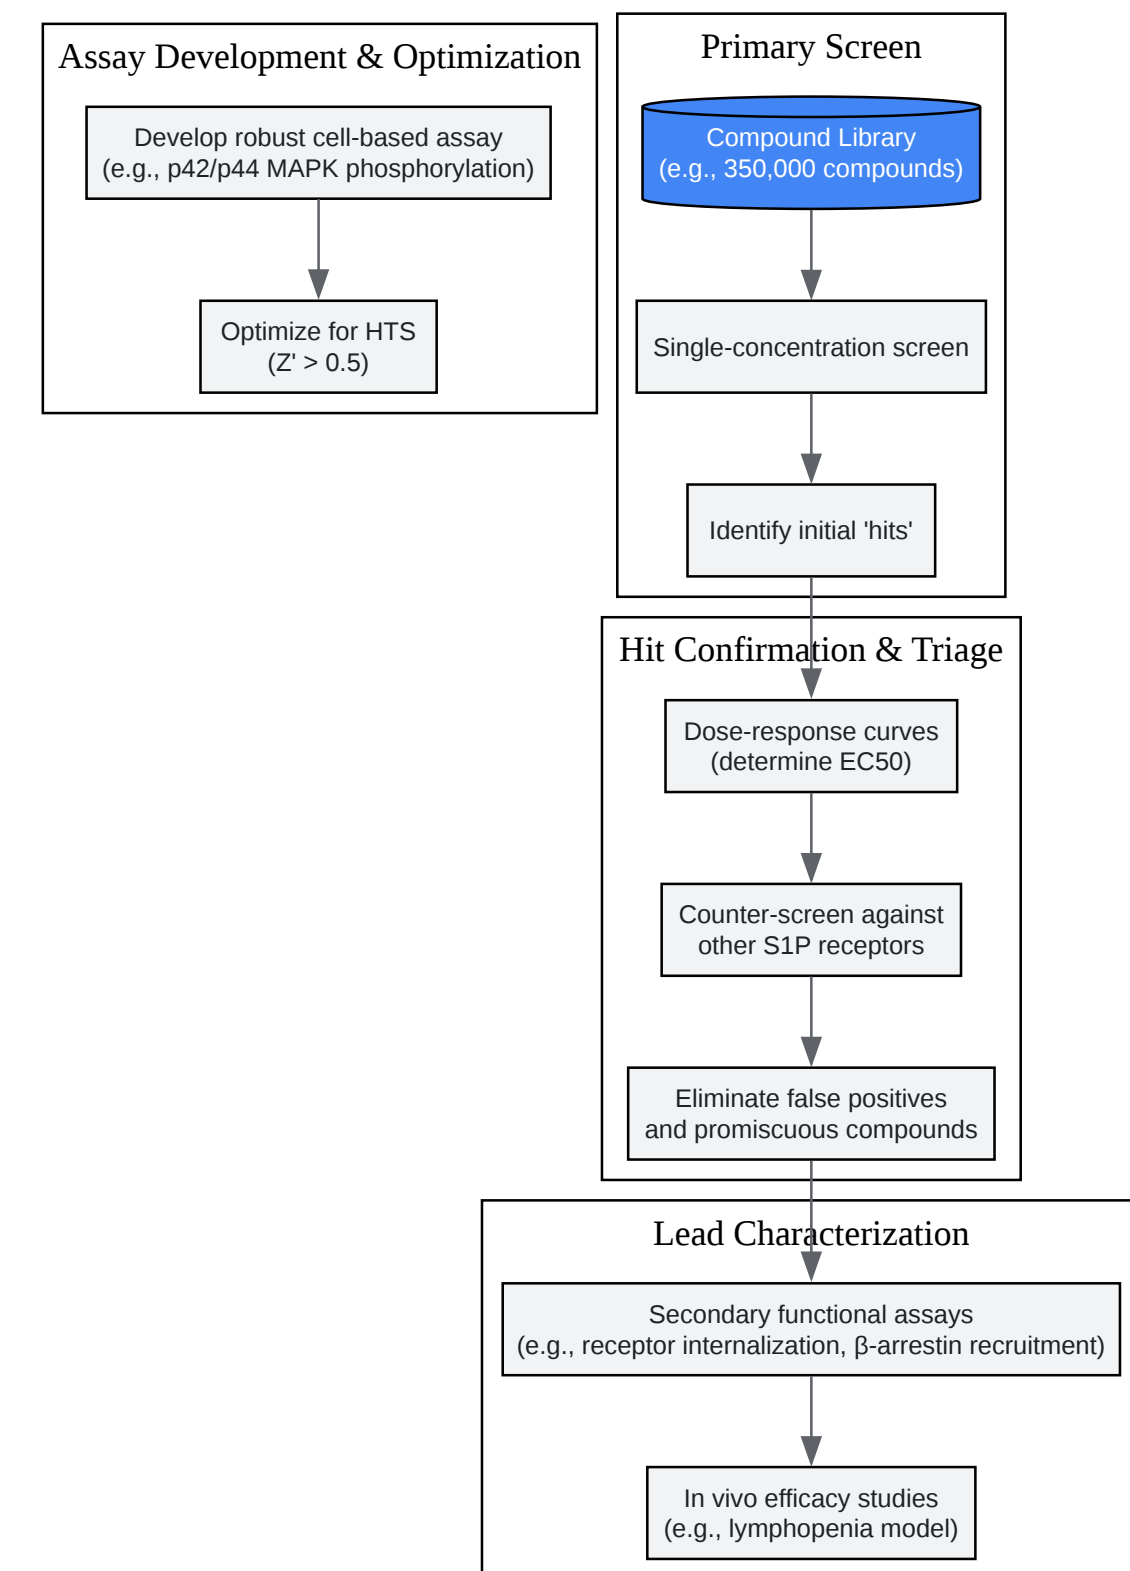 Assay Development & Optimization
Develop robust cell-based assay
(e.g., p42/p44 MAPK phosphorylation)
Optimize for HTS
(Z' > 0.5)
Primary Screen
Compound Library
(e.g., 350,000 compounds)
Single-concentration screen
Identify initial 'hits'
Hit Confirmation & Triage
Dose-response curves
(determine EC50)
Counter-screen against
other S1P receptors
Eliminate false positives
and promiscuous compounds
Lead Characterization
Secondary functional assays
(e.g., receptor internalization, β-arrestin recruitment)
In vivo efficacy studies
(e.g., lymphopenia model)